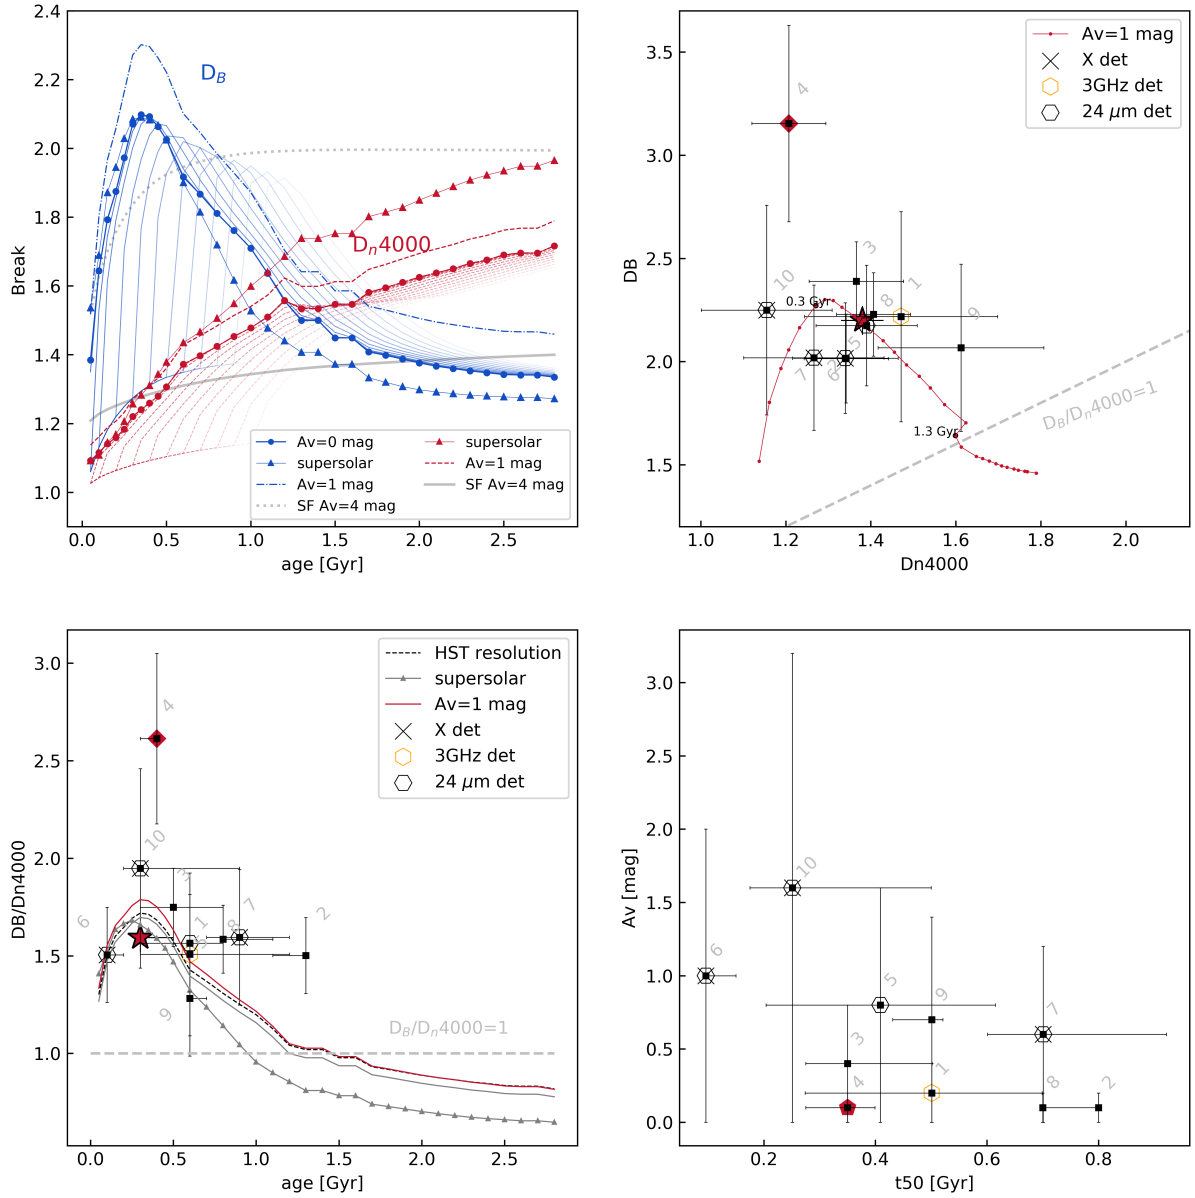 2.4
2.2
2.0
1.8
1.6
1.4
1.2
1.0
Break
D_B
D_n4000
Av=0 mag
supersolar
Av=1 mag
SF Av=4 mag
supersolar
Av=1 mag
SF Av=4 mag
0.0 0.5 1.0 1.5 2.0 2.5
age [Gyr]
3.5
3.0
2.5
2.0
1.5
DB
Av=1 mag
X det
3GHz det
24 μm det
4
3
10
1
8
9
0.3 Gyr
5
7
6
1.3 Gyr
D_B/D_n4000=1
1.0 1.2 1.4 1.6 1.8 2.0
Dn4000
3.0
2.5
2.0
1.5
1.0
DB/Dn4000
HST resolution
supersolar
Av=1 mag
X det
3GHz det
24 μm det
4
10
3
7
6
1
8
2
9
D_B/D_n4000=1
0.0 0.5 1.0 1.5 2.0 2.5
age [Gyr]
3.0
2.5
2.0
1.5
1.0
0.5
0.0
Av [mag]
10
6
5
9
7
3
4
1
8
2
0.2 0.4 0.6 0.8
t50 [Gyr]